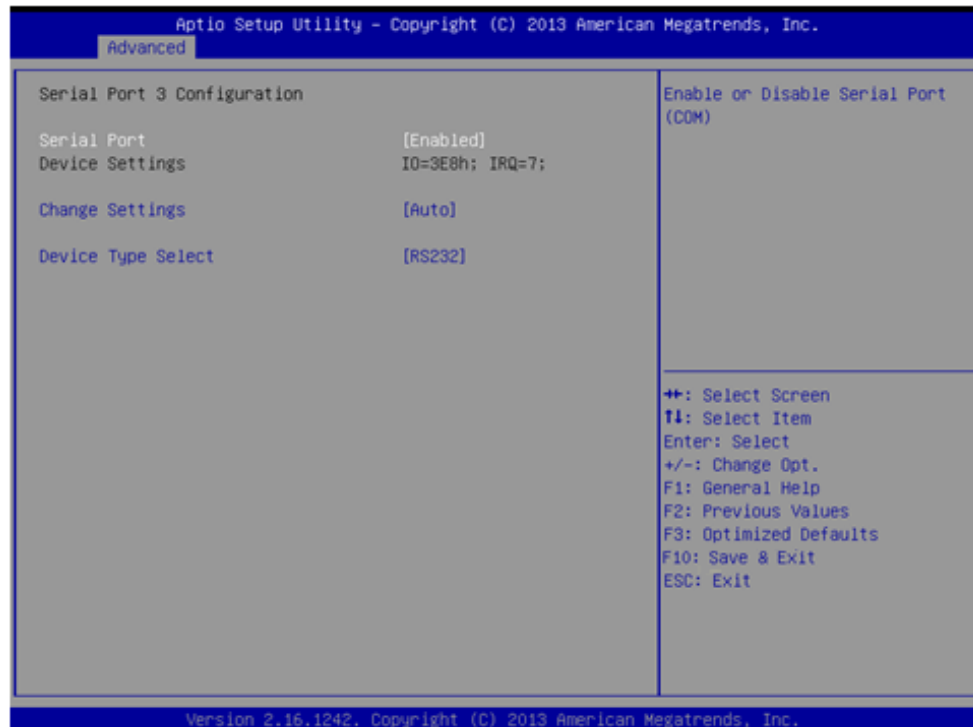 Aptio Setup Utility – Copyright (C) 2013 American Megatrends, Inc.
Advanced
Serial Port 3 Configuration
Serial Port [Enabled]
Device Settings IO=3E8h; IRQ=7;
Change Settings [Auto]
Device Type Select [RS232]
Enable or Disable Serial Port
(COM)
→←: Select Screen
↑↓: Select Item
Enter: Select
+/-: Change Opt.
F1: General Help
F2: Previous Values
F3: Optimized Defaults
F10: Save & Exit
ESC: Exit
Version 2.16.1242. Copyright (C) 2013 American Megatrends, Inc.